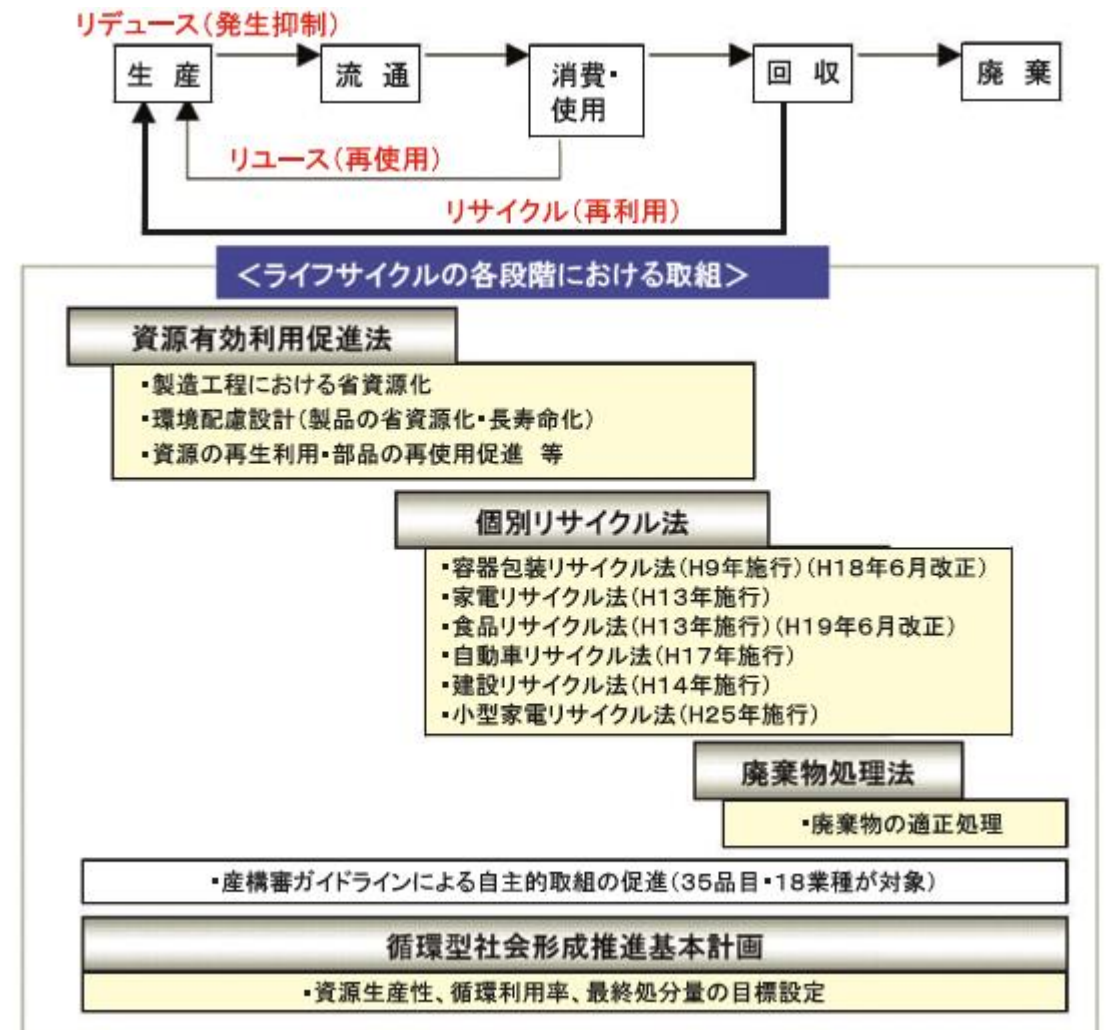 リデュース（発生抑制）
生 産
流 通
消費・
使用
回 収
廃 棄
リユース（再使用）
リサイクル（再利用）
＜ライフサイクルの各段階における取組＞
資源有効利用促進法
・製造工程における省資源化
・環境配慮設計（製品の省資源化・長寿命化）
・資源の再生利用・部品の再使用促進 等
個別リサイクル法
・容器包装リサイクル法（H9年施行）（H18年6月改正）
・家電リサイクル法（H13年施行）
・食品リサイクル法（H13年施行）（H19年6月改正）
・自動車リサイクル法（H17年施行）
・建設リサイクル法（H14年施行）
・小型家電リサイクル法（H25年施行）
廃棄物処理法
・廃棄物の適正処理
・産構審ガイドラインによる自主的取組の促進（35品目・18業種が対象）
循環型社会形成推進基本計画
・資源生産性、循環利用率、最終処分量の目標設定